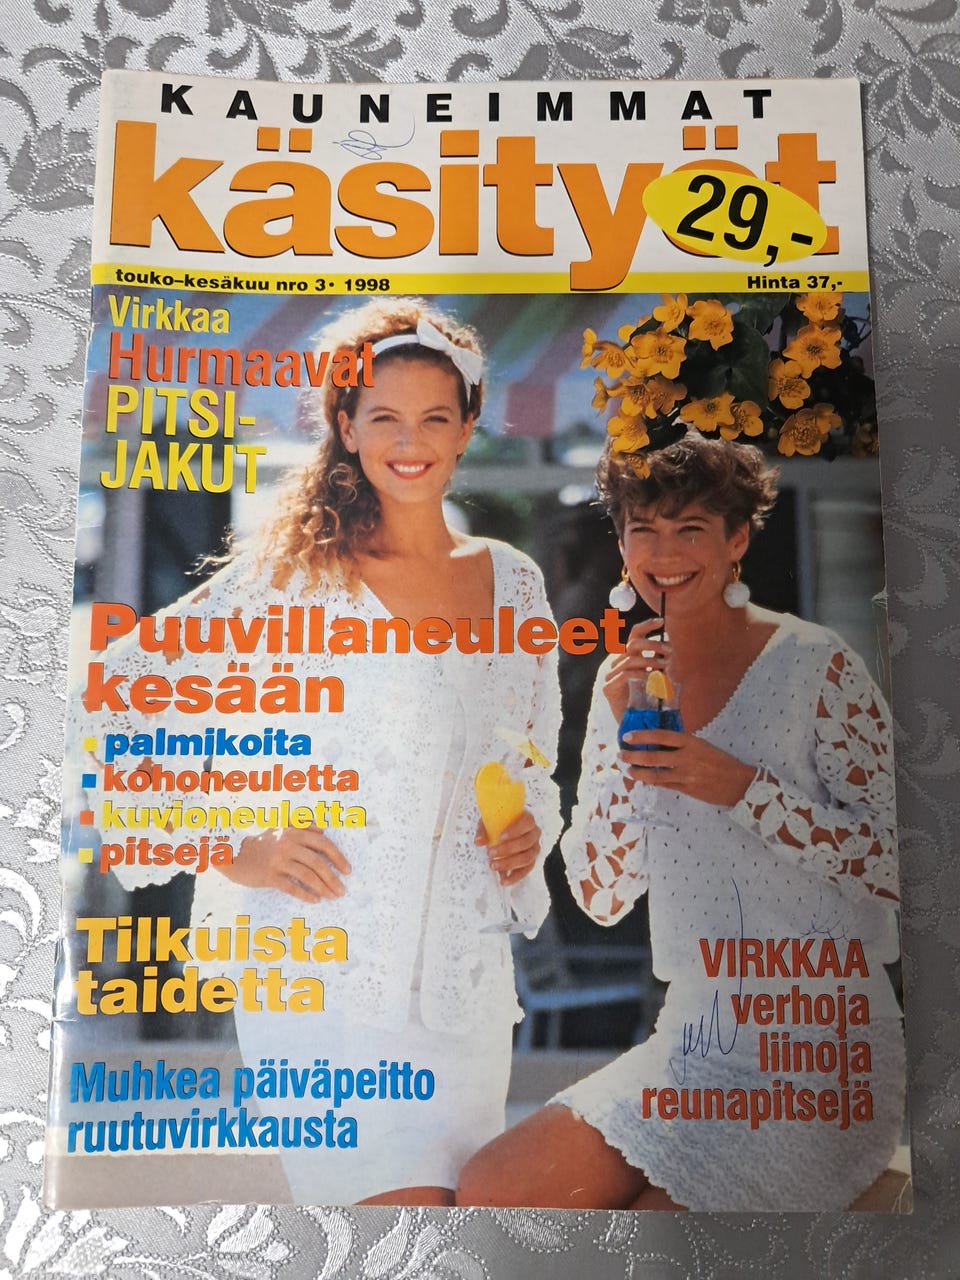 KAUNEIMMAT
käsityöt
29,-
touko–kesäkuu nro 3 • 1998
Hinta 37,-
Virkkaa
Hurmaavat
PITSI-
JAKUT
Puuvillaneuleet
kesään
palmikoita
kohoneuletta
kuvioneuletta
pitsejä
Tilkuista
taidetta
Muhkea päiväpeitto
ruutuvirkkausta
VIRKKAA
verhoja
liinoja
reunapitsejä